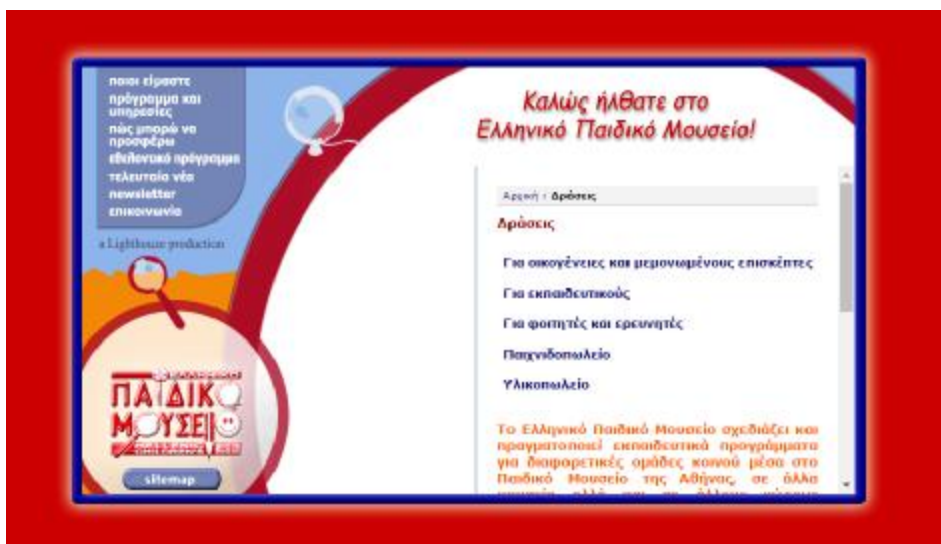 ποιοι είμαστε
πρόγραμμα και
υπηρεσίες
πώς μπορώ να
προσφέρω
εθελοντικό πρόγραμμα
τελευταία νέα
newsletter
επικοινωνία
a Lighthouse production
ΠΑΙΔΙΚΟ
ΜΟΥΣΕΙΟ
sitemap
Καλώς ήλθατε στο
Ελληνικό Παιδικό Μουσείο!
Αρχική : Δράσεις
Δράσεις
Για οικογένειες και μεμονωμένους επισκέπτες
Για εκπαιδευτικούς
Για φοιτητές και ερευνητές
Παιχνιδοπωλείο
Υλικοπωλείο
Το Ελληνικό Παιδικό Μουσείο σχεδιάζει και
πραγματοποιεί εκπαιδευτικά προγράμματα
για διαφορετικές ομάδες κοινού μέσα στο
Παιδικό Μουσείο της Αθήνας, σε άλλα